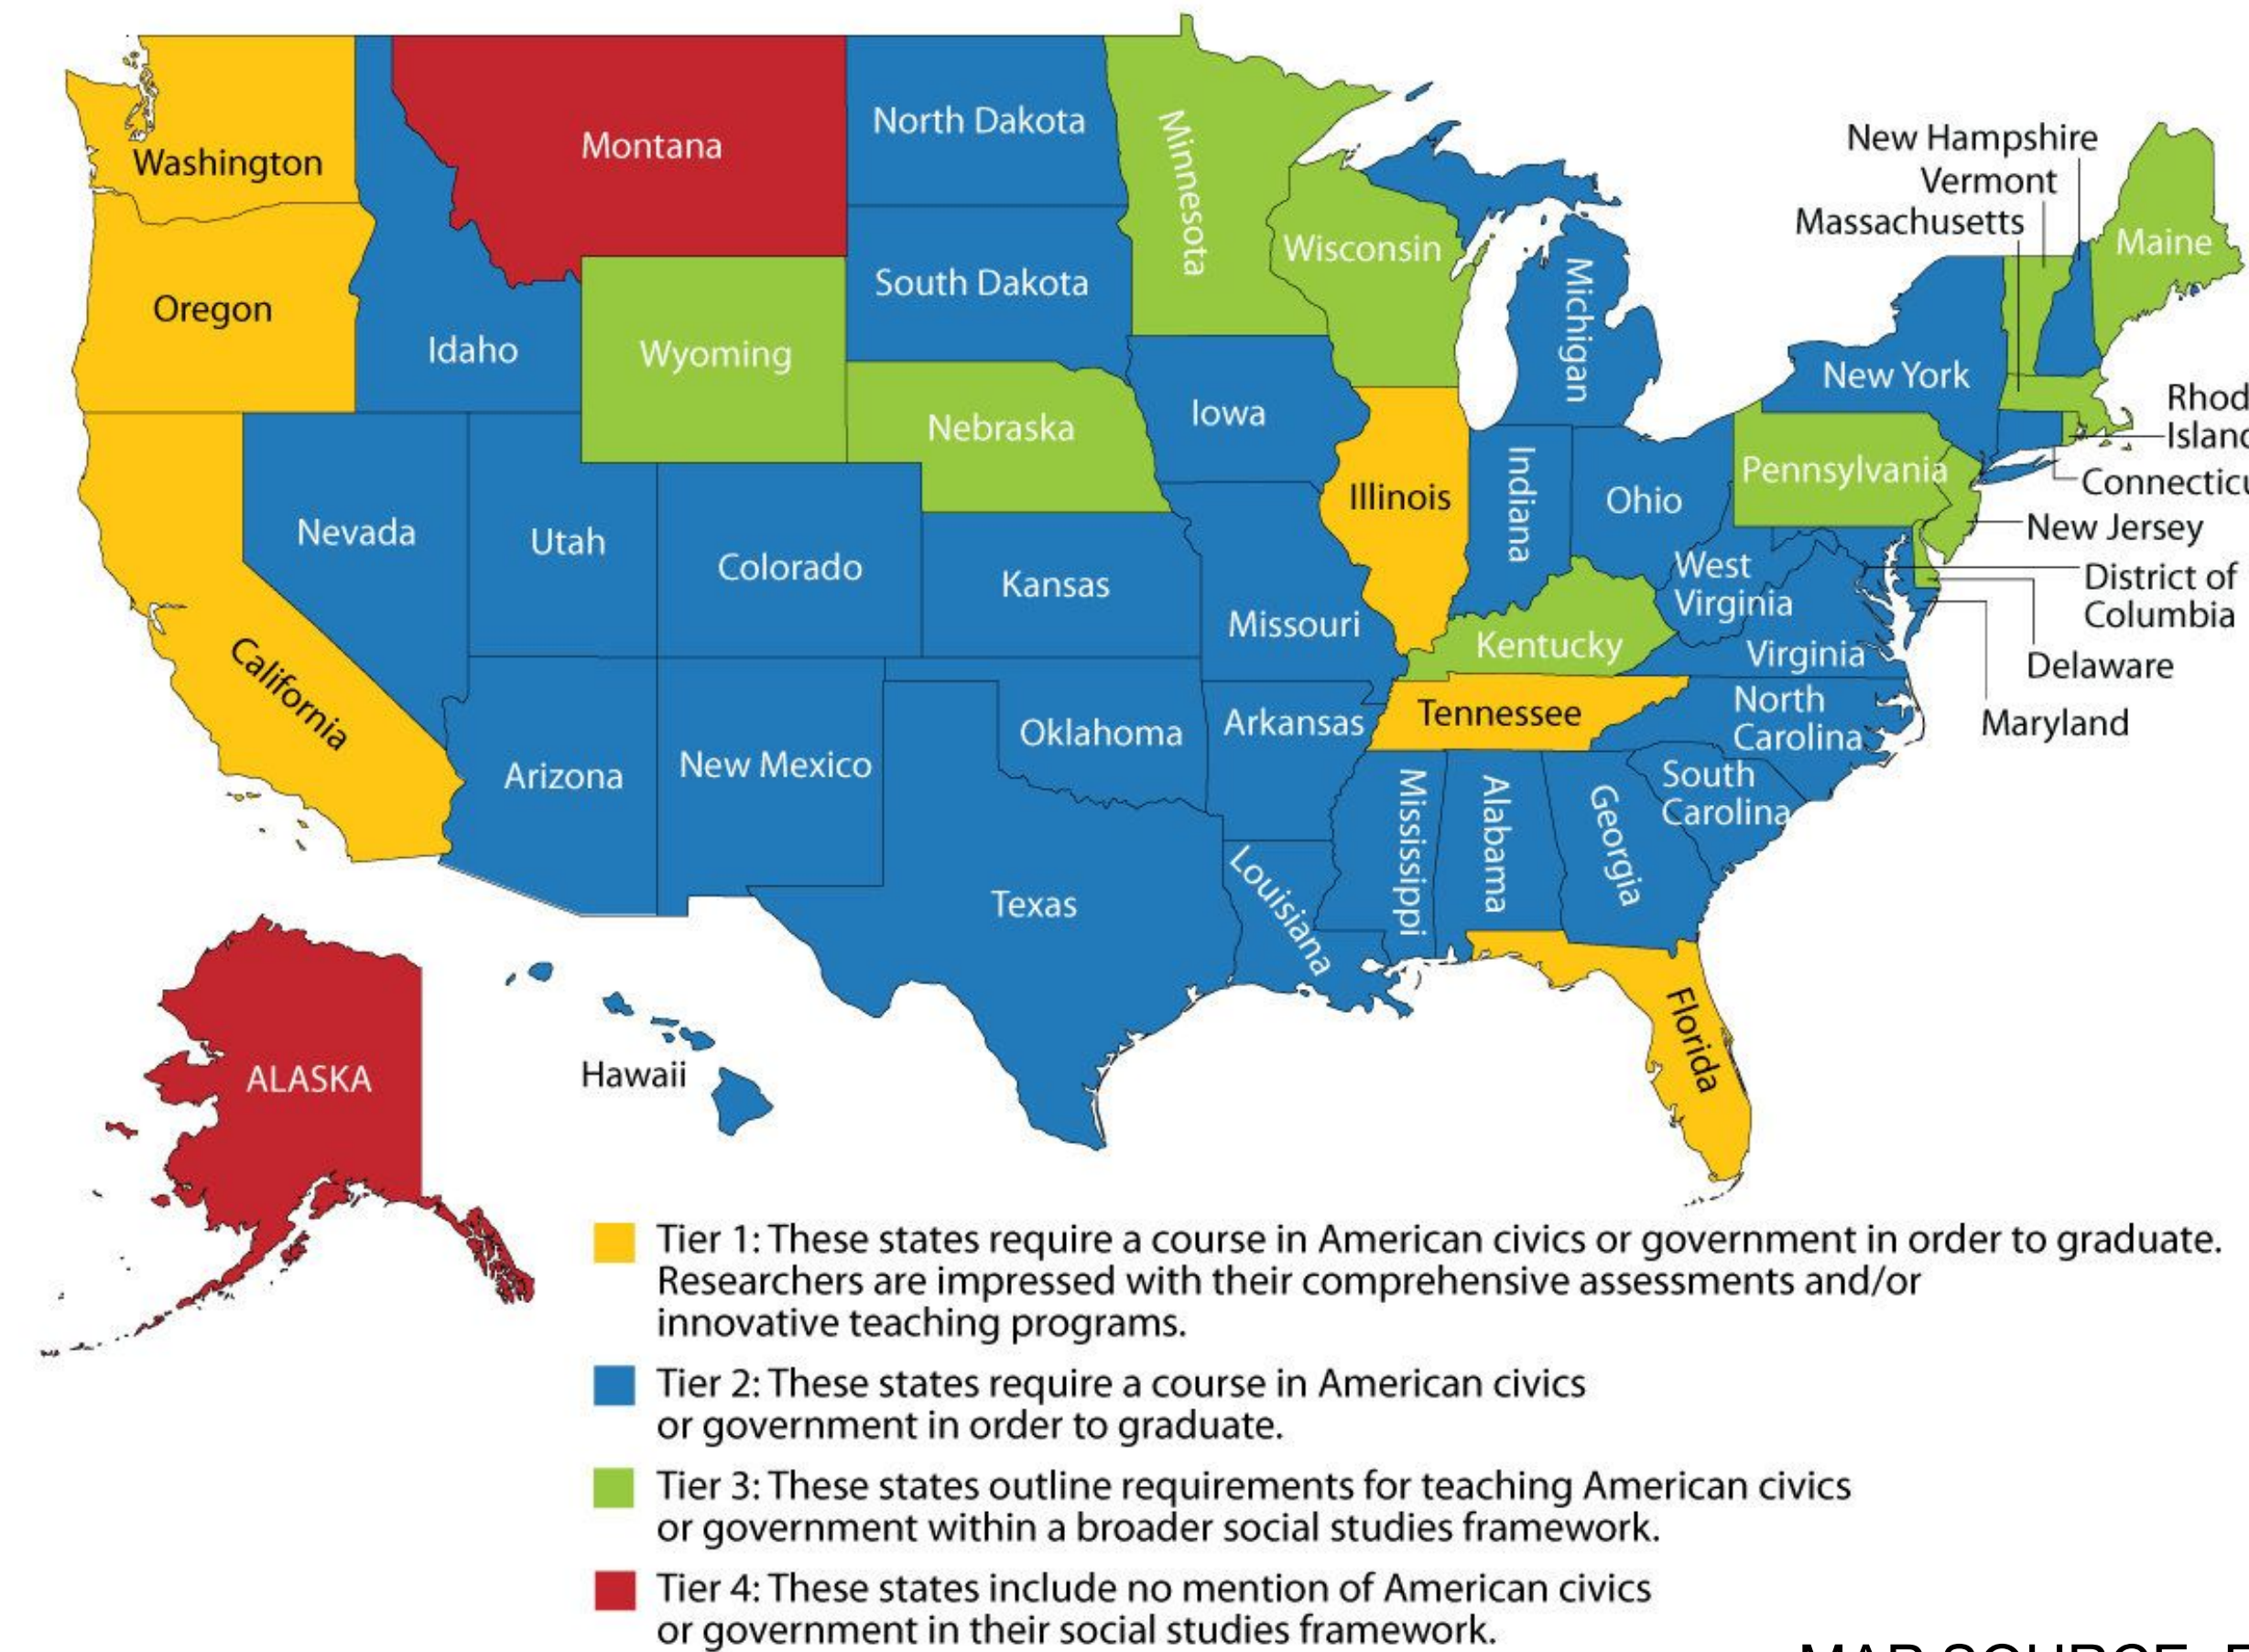 Washington
Montana
North Dakota
Minnesota
New Hampshire
Vermont
Massachusetts
Maine
Oregon
Idaho
Wyoming
South Dakota
Wisconsin
Michigan
New York
Rhod
Islan
Nebraska
Iowa
Illinois
Indiana
Ohio
Pennsylvania
Connecticu
New Jersey
District of
Columbia
Delaware
Maryland
Nevada
Utah
Colorado
Kansas
Missouri
West
Virginia
Kentucky
Virginia
California
Arizona
New Mexico
Oklahoma
Arkansas
Tennessee
North
Carolina
South
Carolina
Mississippi
Alabama
Georgia
Texas
Louisiana
Florida
ALASKA
Hawaii
Tier 1: These states require a course in American civics or government in order to graduate.
Researchers are impressed with their comprehensive assessments and/or
innovative teaching programs.
Tier 2: These states require a course in American civics
or government in order to graduate.
Tier 3: These states outline requirements for teaching American civics
or government within a broader social studies framework.
Tier 4: These states include no mention of American civics
or government in their social studies framework.
MAP SOURCE: